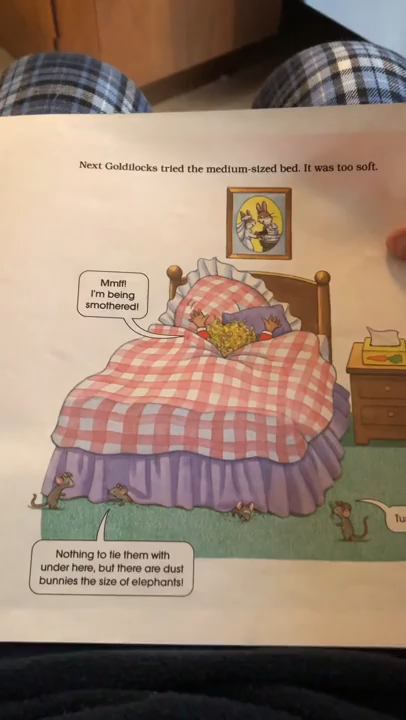 Next Goldilocks tried the medium-sized bed. It was too soft.
Mmff!
I'm being
smothered!
Nothing to tie them with
under here, but there are dust
bunnies the size of elephants!